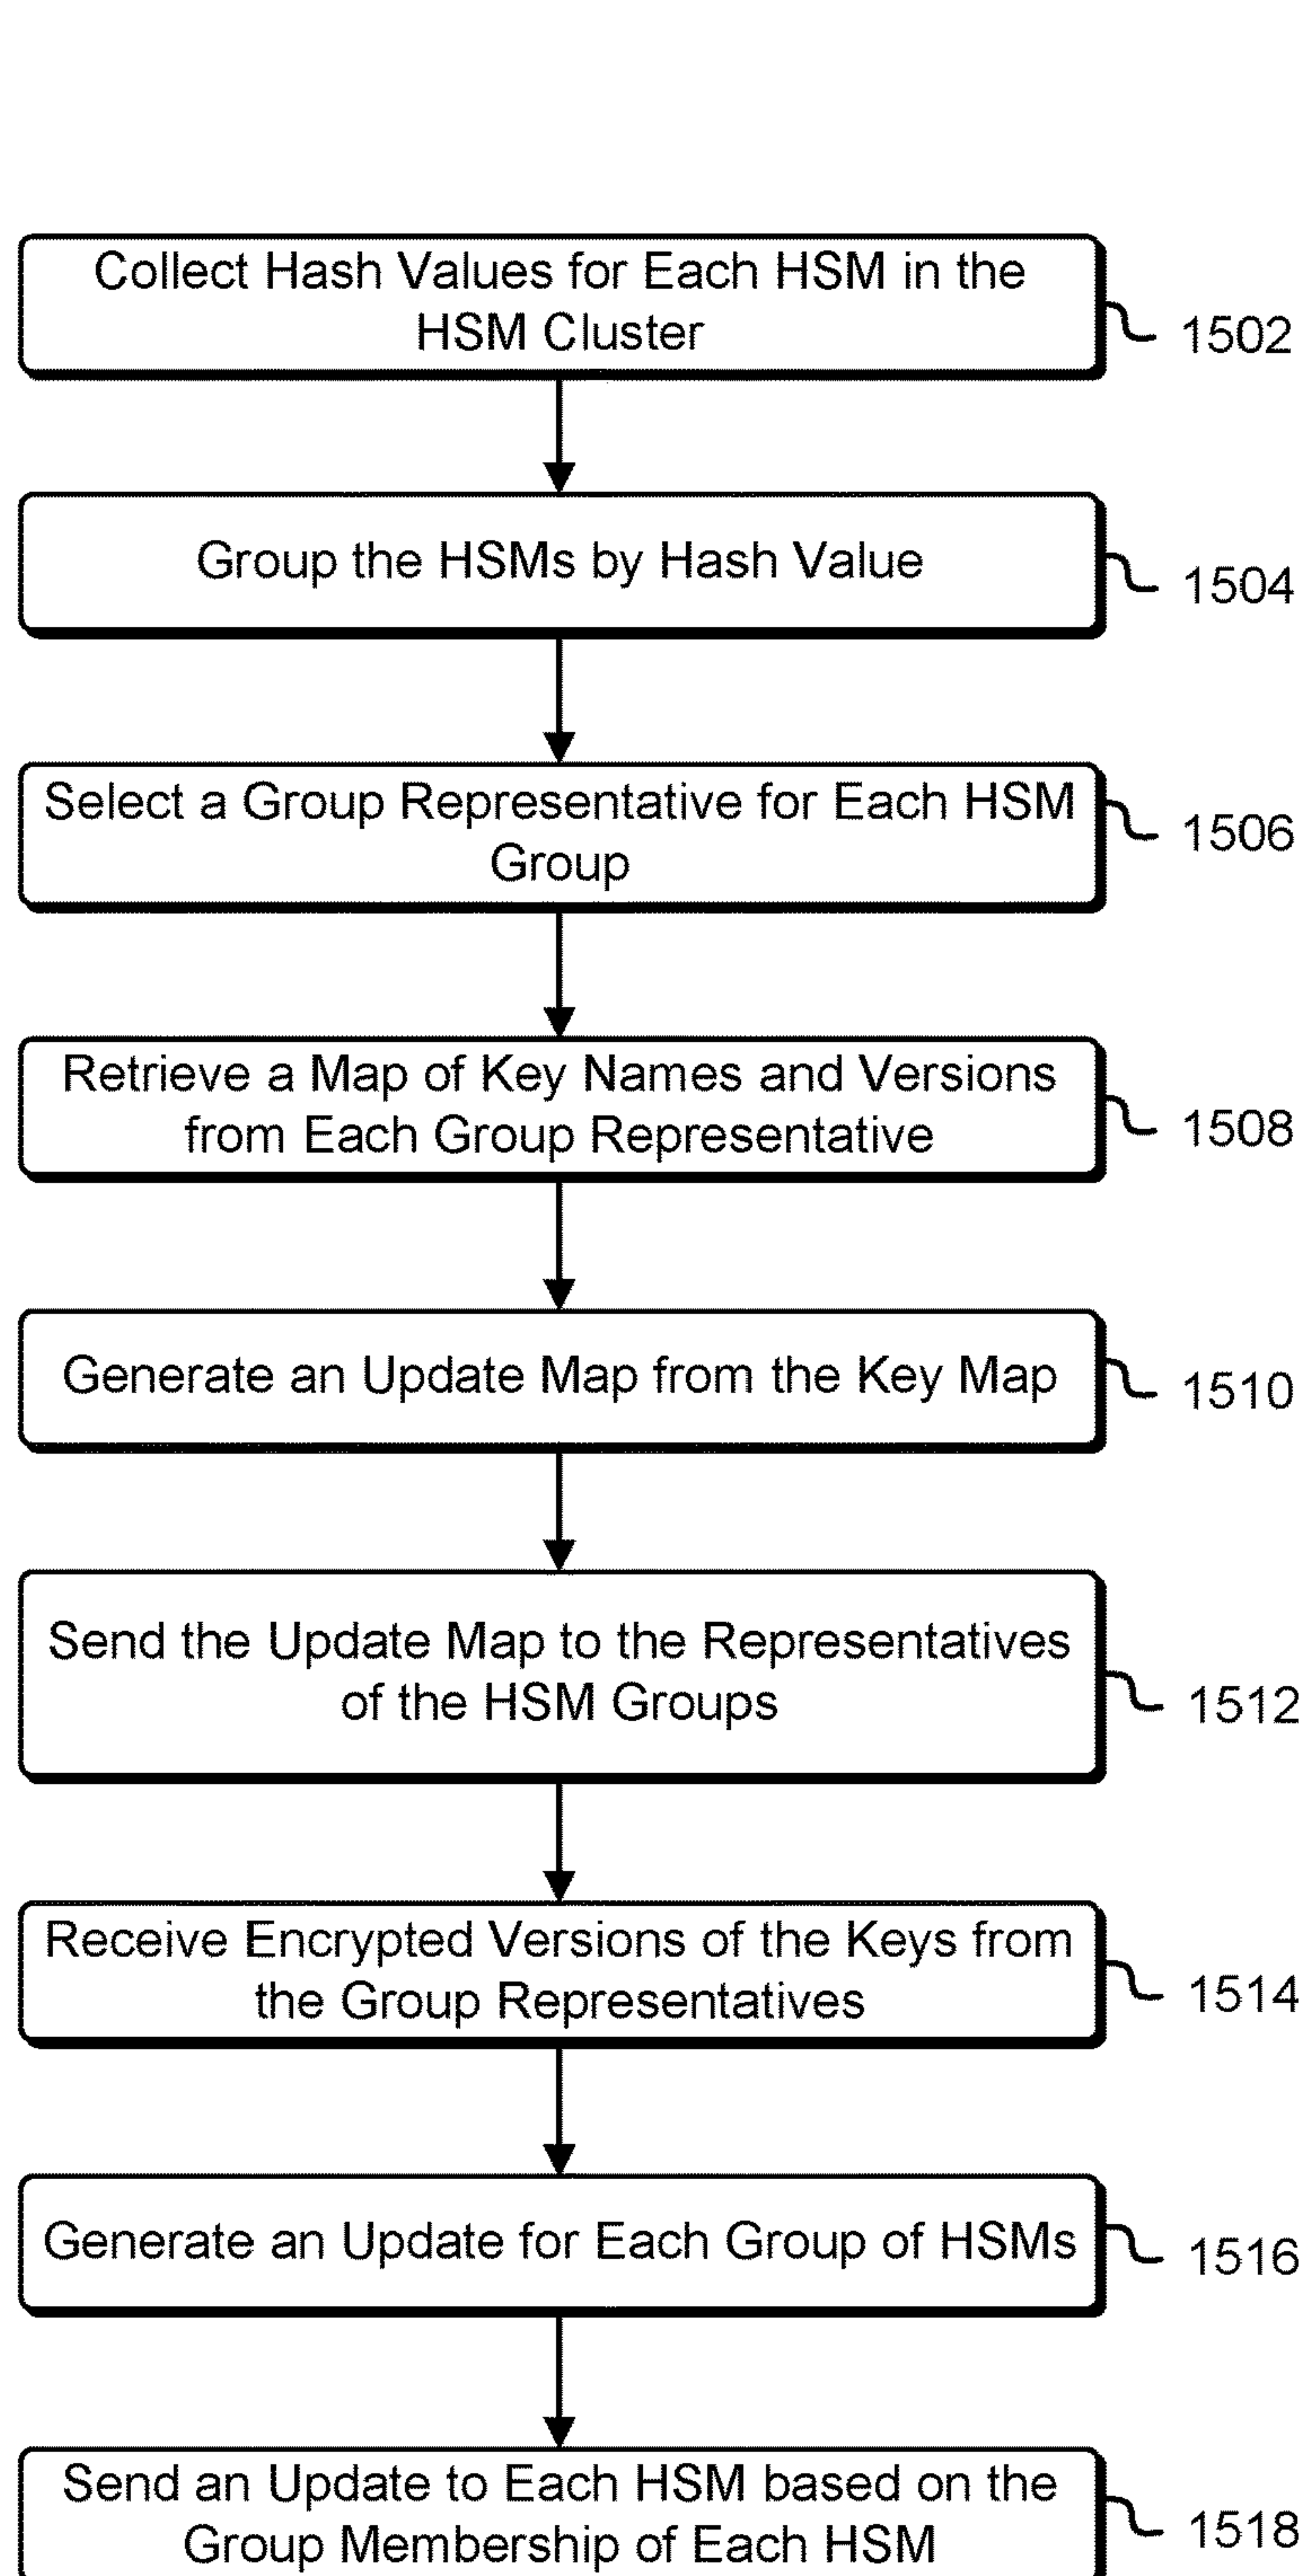 Collect Hash Values for Each HSM in the
HSM Cluster
1502
Group the HSMs by Hash Value
1504
Select a Group Representative for Each HSM
Group
1506
Retrieve a Map of Key Names and Versions
from Each Group Representative
1508
Generate an Update Map from the Key Map
1510
Send the Update Map to the Representatives
of the HSM Groups
1512
Receive Encrypted Versions of the Keys from
the Group Representatives
1514
Generate an Update for Each Group of HSMs
1516
Send an Update to Each HSM based on the
Group Membership of Each HSM
1518